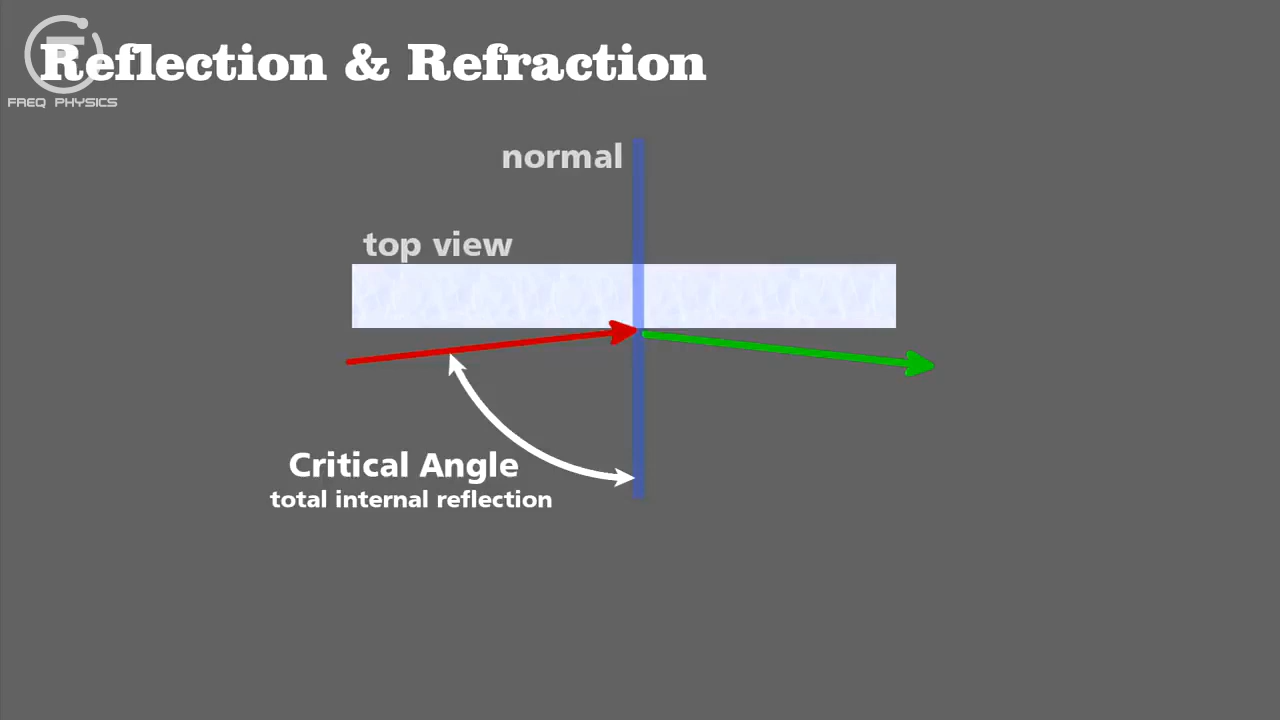 Reflection & Refraction
FREQ PHYSICS
normal
top view
Critical Angle
total internal reflection